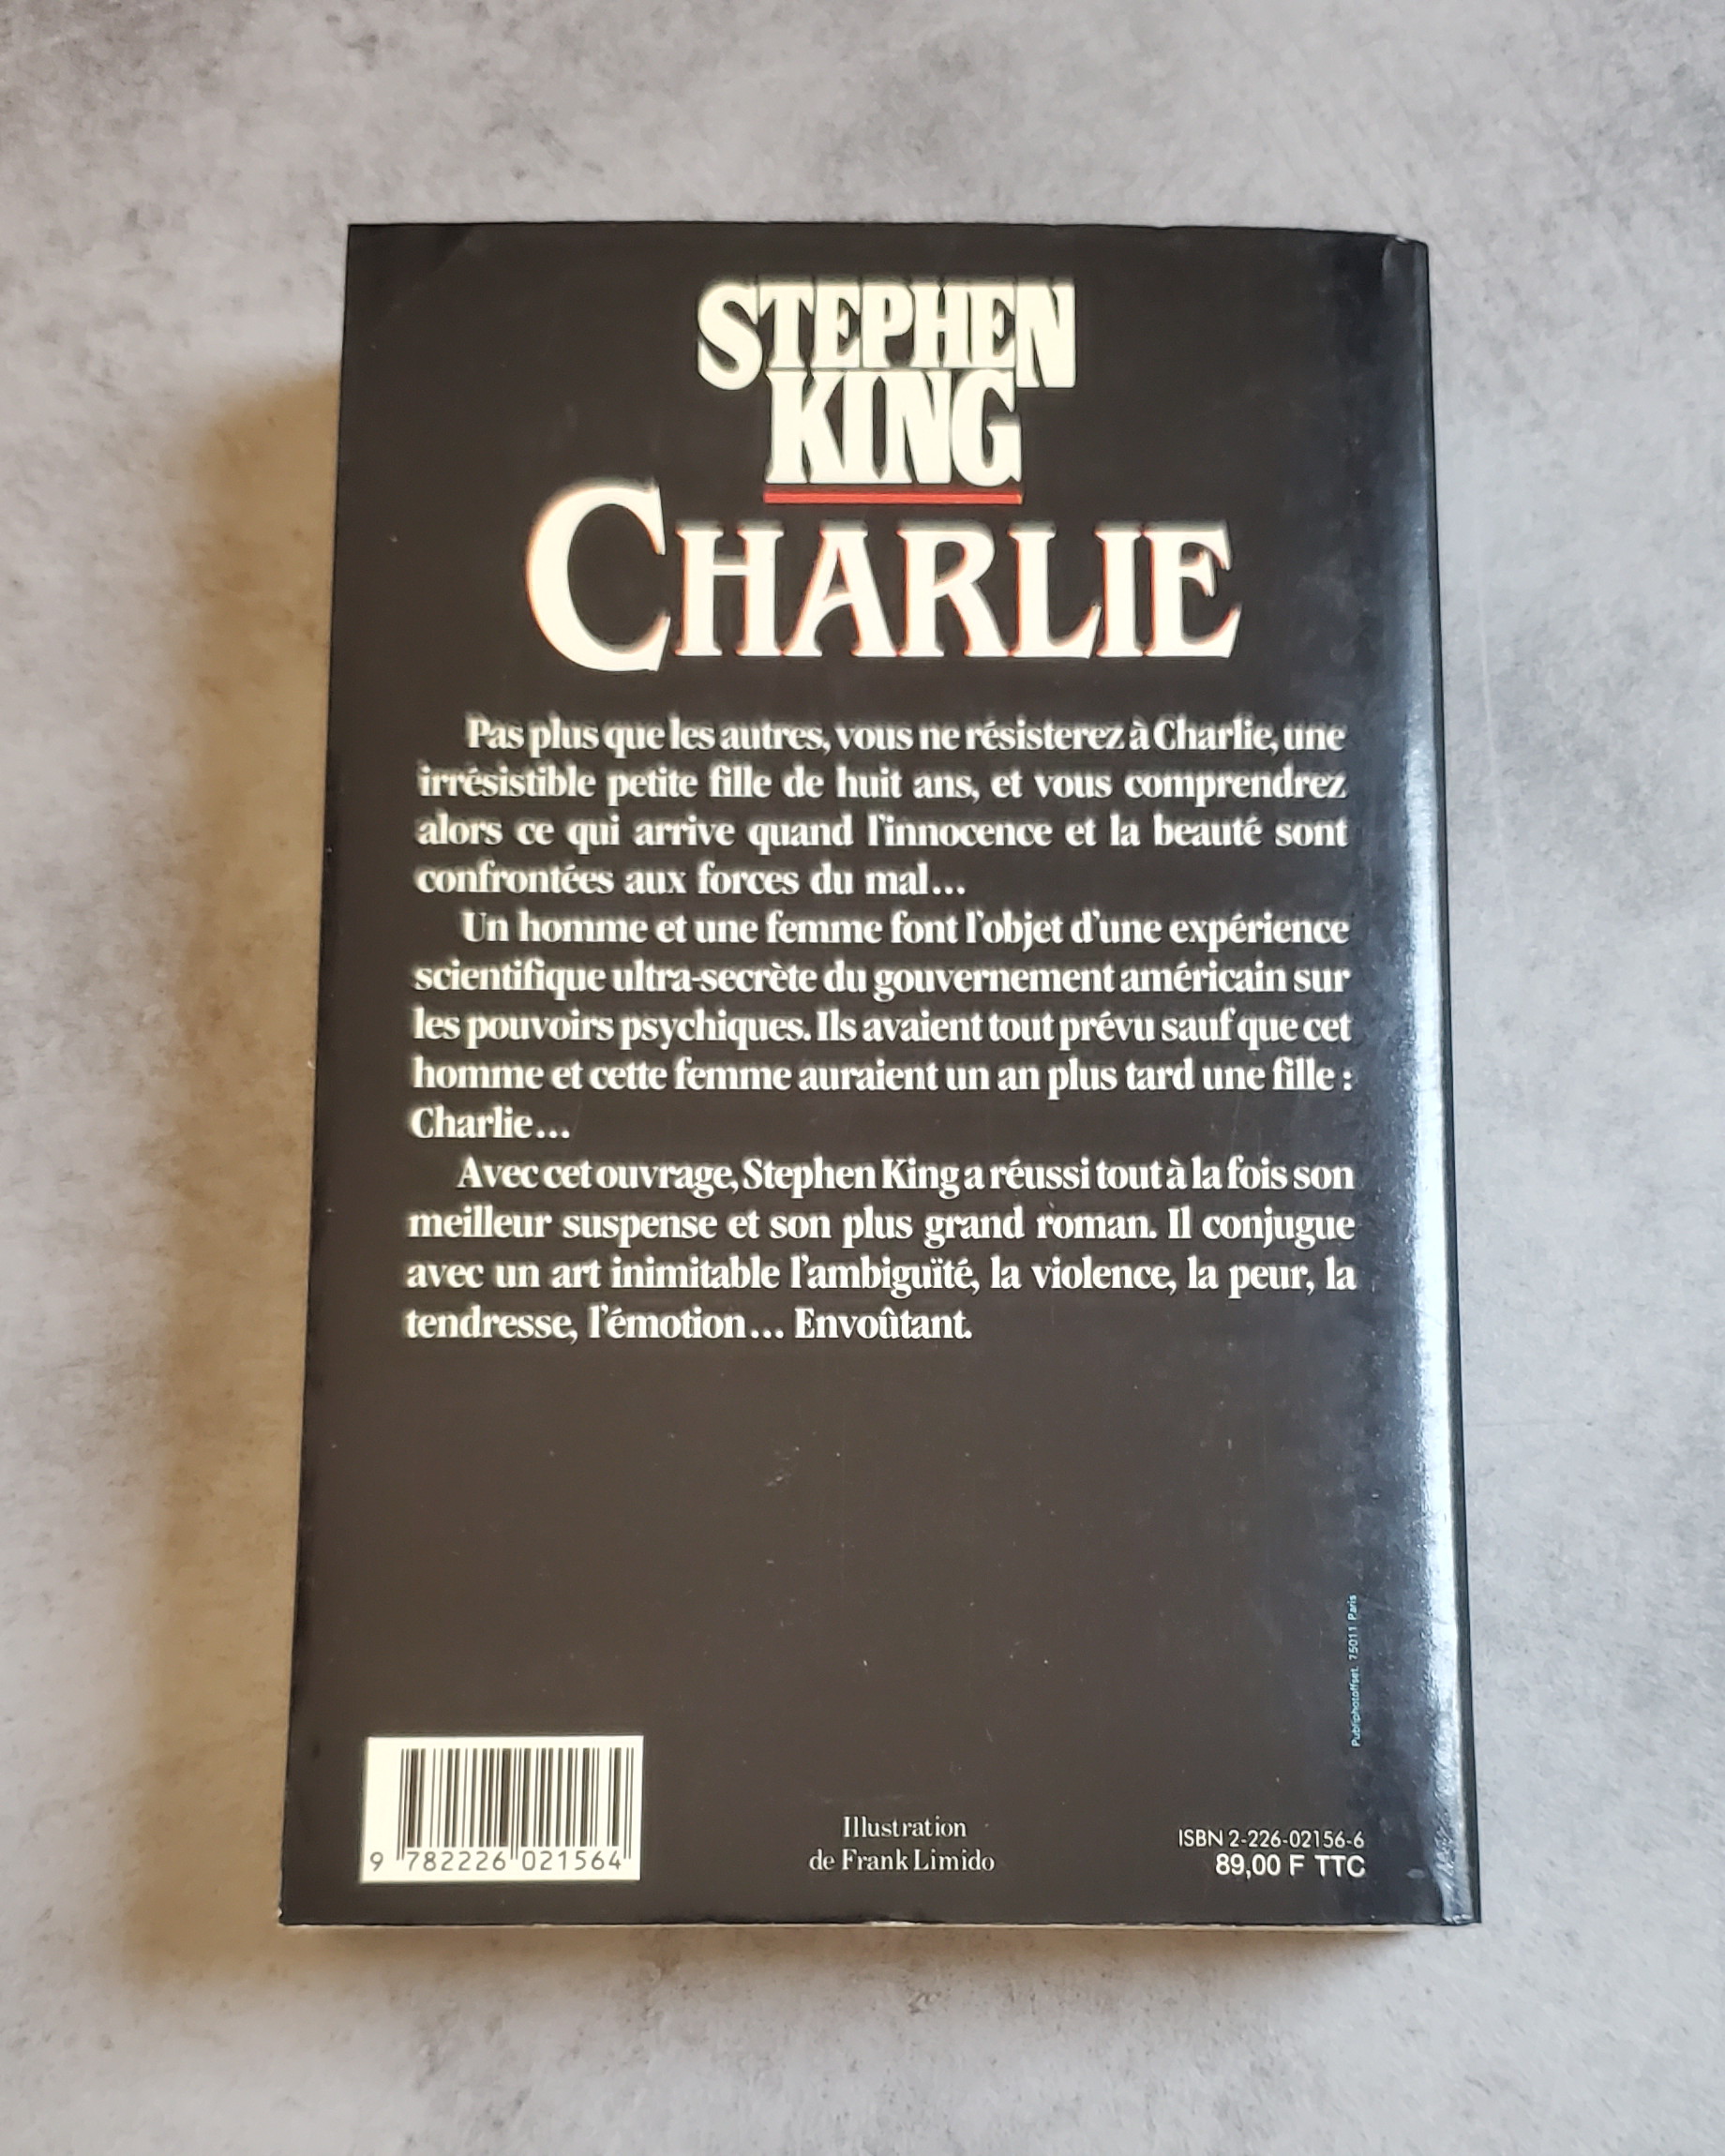 STEPHEN
KING
CHARLIE
Pas plus que les autres, vous ne résisterez à Charlie, une
irrésistible petite fille de huit ans, et vous comprendrez
alors ce qui arrive quand l'innocence et la beauté sont
confrontées aux forces du mal...
Un homme et une femme font l'objet d'une expérience
scientifique ultra-secrète du gouvernement américain sur
les pouvoirs psychiques. Ils avaient tout prévu sauf que cet
homme et cette femme auraient un an plus tard une fille :
Charlie...
Avec cet ouvrage, Stephen King a réussi tout à la fois son
meilleur suspense et son plus grand roman. Il conjugue
avec un art inimitable l'ambiguïté, la violence, la peur, la
tendresse, l'émotion... Envoûtant.
Publiphotoffset. 75011 Paris
9 782226 021564
Illustration
de Frank Limido
ISBN 2-226-02156-6
89,00 F TTC